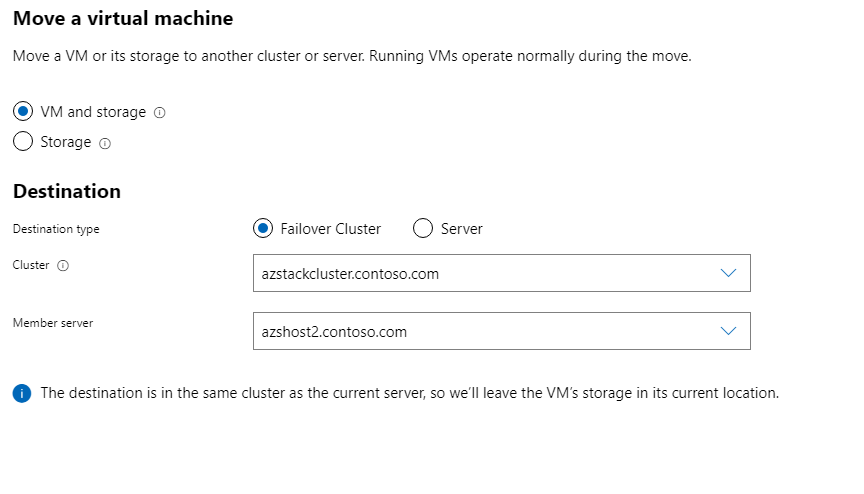 Move a virtual machine
Move a VM or its storage to another cluster or server. Running VMs operate normally during the move.
VM and storage
Storage
Destination
Destination type
Failover Cluster
Server
Cluster
azstackcluster.contoso.com
Member server
azshost2.contoso.com
The destination is in the same cluster as the current server, so we'll leave the VM's storage in its current location.